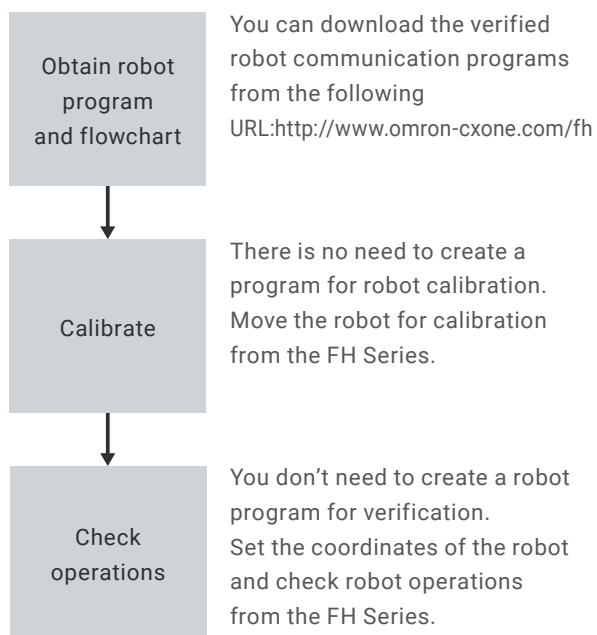 Obtain robot
program
and flowchart
You can download the verified
robot communication programs
from the following
URL:http://www.omron-cxone.com/fh
Calibrate
There is no need to create a
program for robot calibration.
Move the robot for calibration
from the FH Series.
Check
operations
You don’t need to create a robot
program for verification.
Set the coordinates of the robot
and check robot operations
from the FH Series.